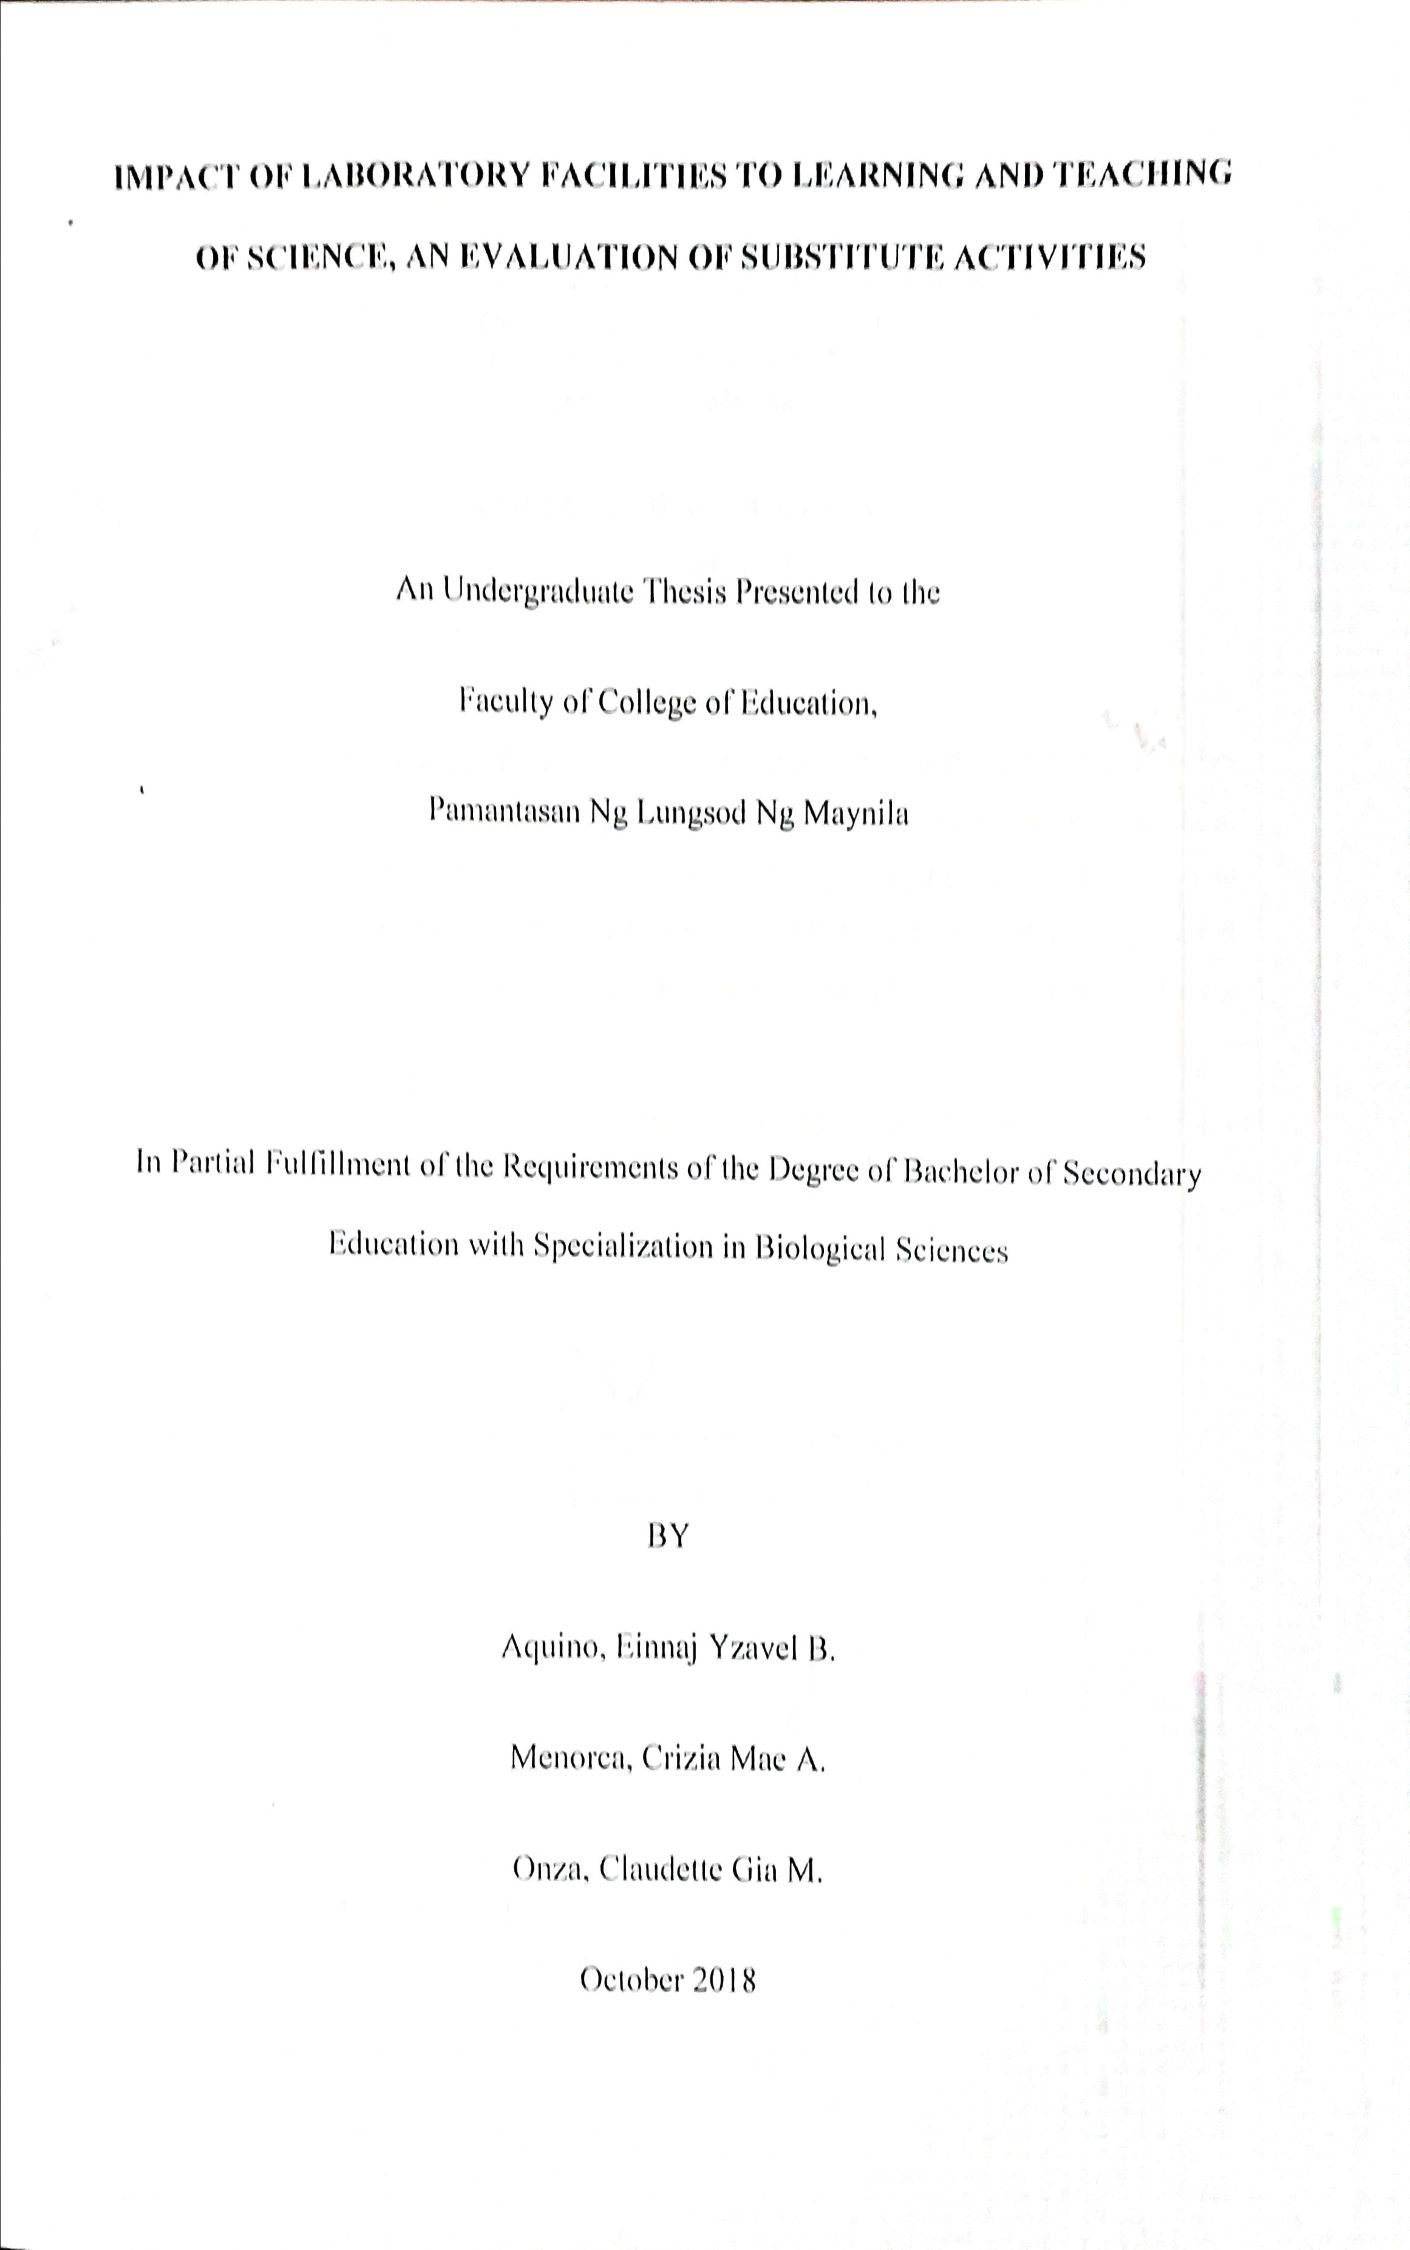 IMPACT OF LABORATORY FACILITIES TO LEARNING AND TEACHING
OF SCIENCE, AN EVALUATION OF SUBSTITUTE ACTIVITIES
An Undergraduate Thesis Presented to the
Faculty of College of Education,
Pamantasan Ng Lungsod Ng Maynila
In Partial Fulfillment of the Requirements of the Degree of Bachelor of Secondary
Education with Specialization in Biological Sciences
BY
Aquino, Einnaj Yzavel B.
Menorca, Crizia Mae A.
Onza, Claudette Gia M.
October 2018